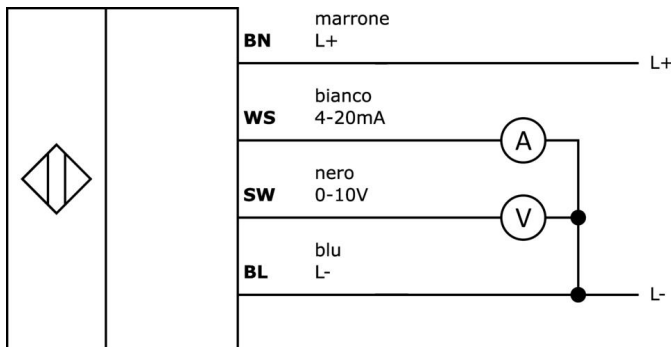 marrone
BN L+
L+
bianco
WS 4-20mA
A
nero
SW 0-10V
V
blu
BL L-
L-